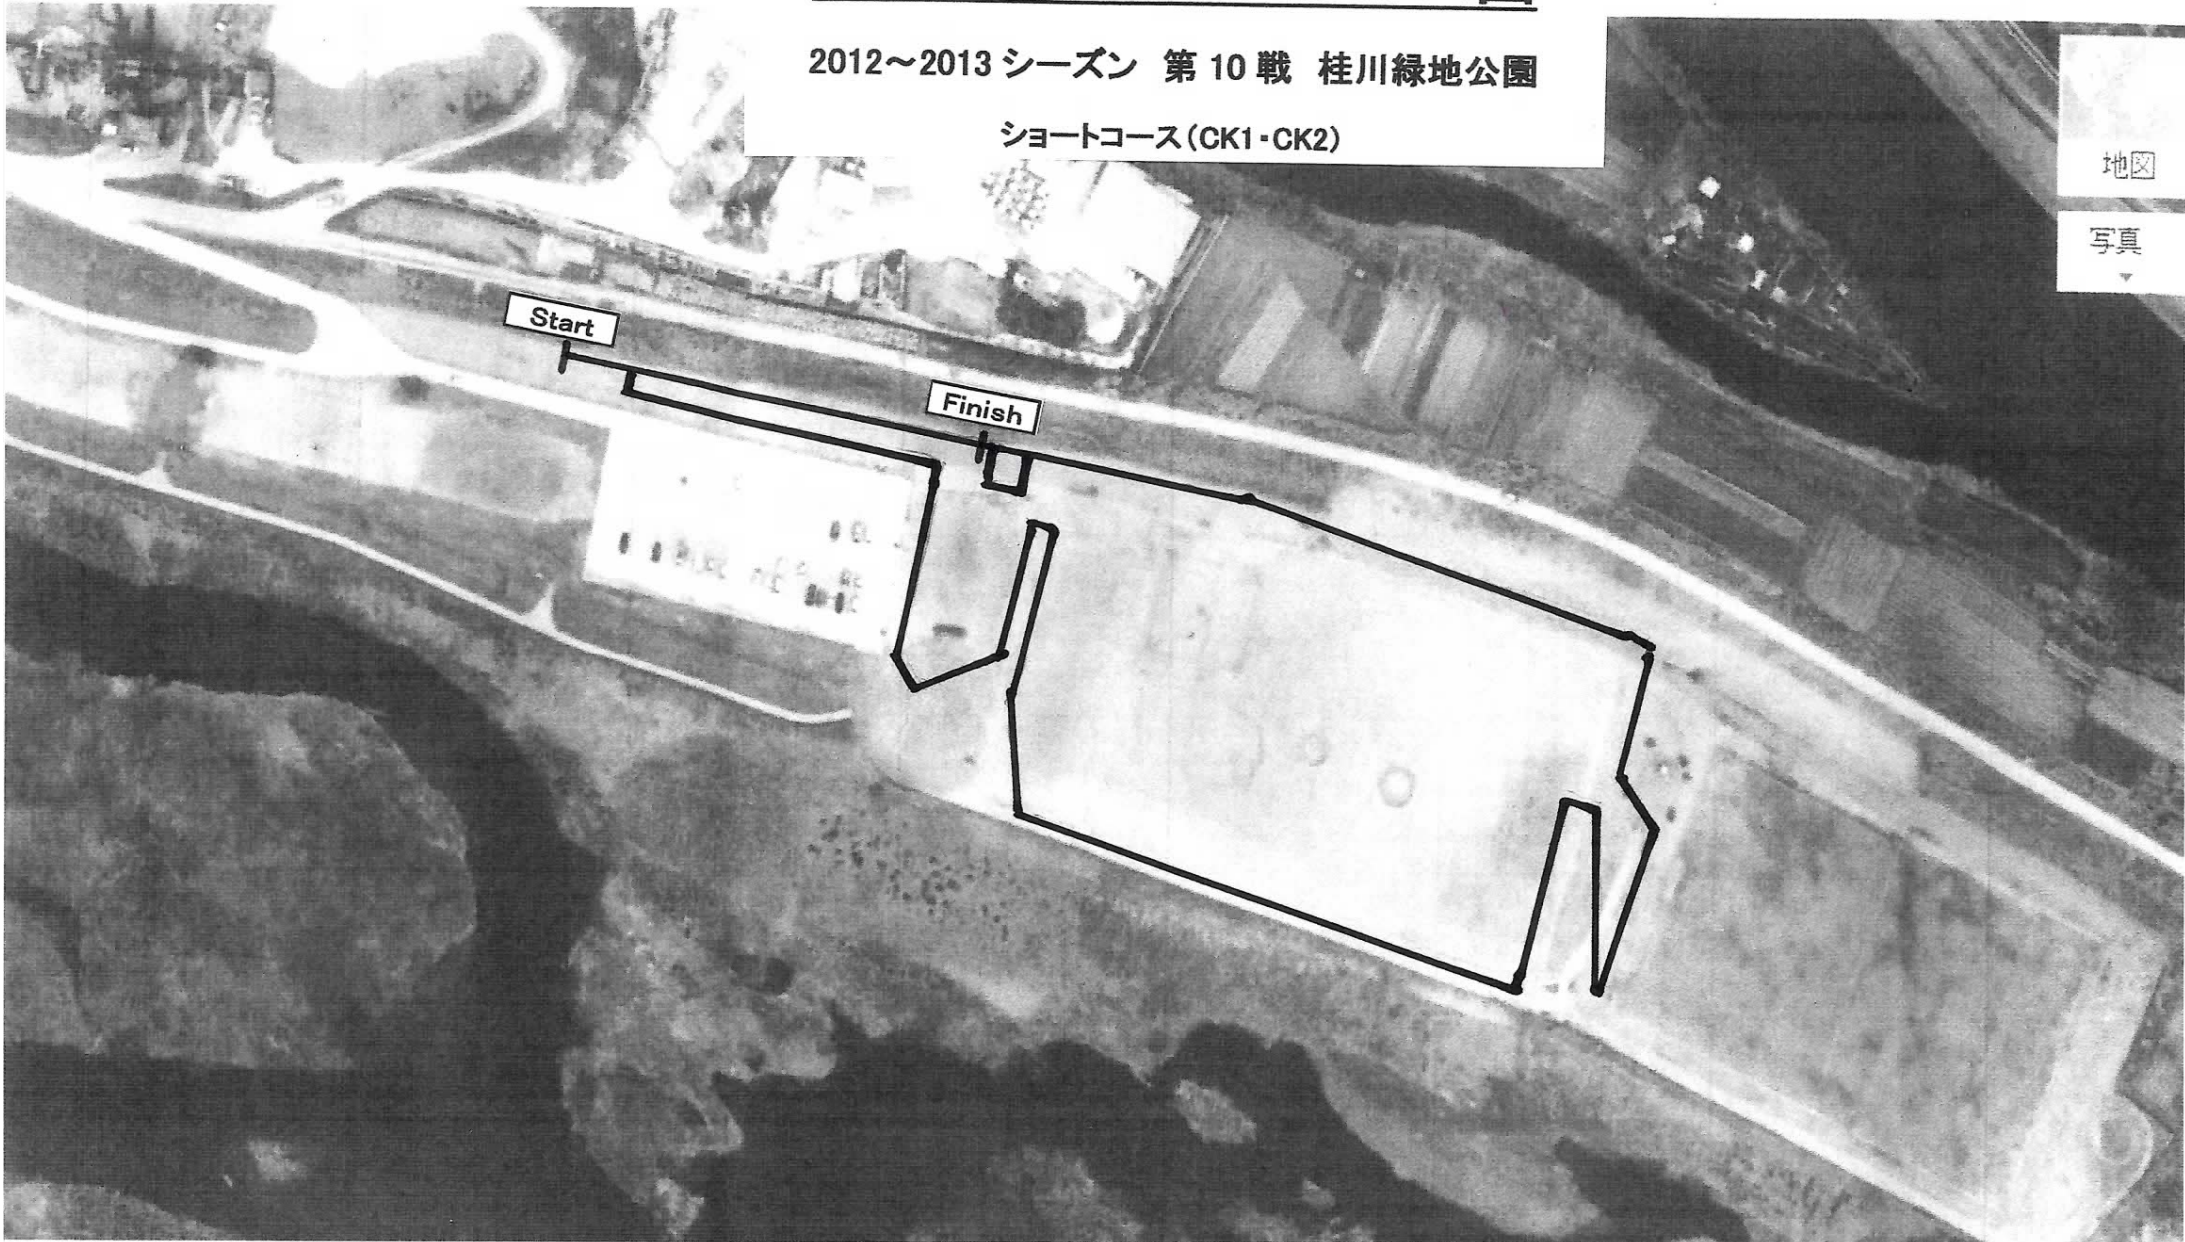 2012～2013 シーズン 第 10 戦 桂川緑地公園
ショートコース(CK1・CK2)
地図
写真
Start
Finish